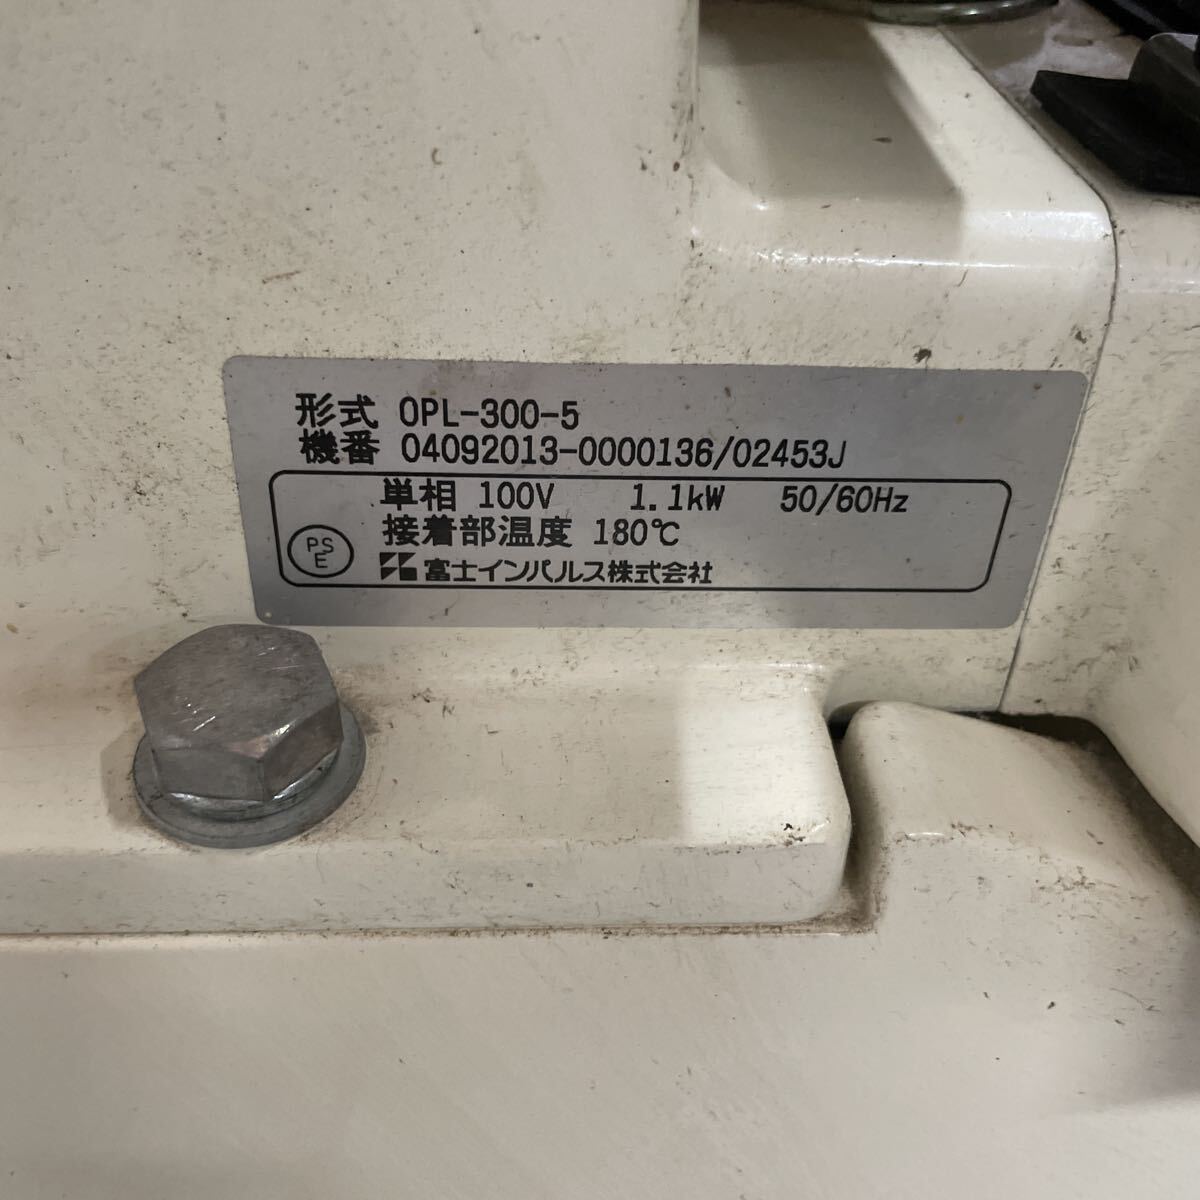 形式 OPL-300-5
機番 04092013-0000136/02453J
単相 100V 1.1kW 50/60Hz
接着部温度 180℃
PS
E
富士インパルス株式会社